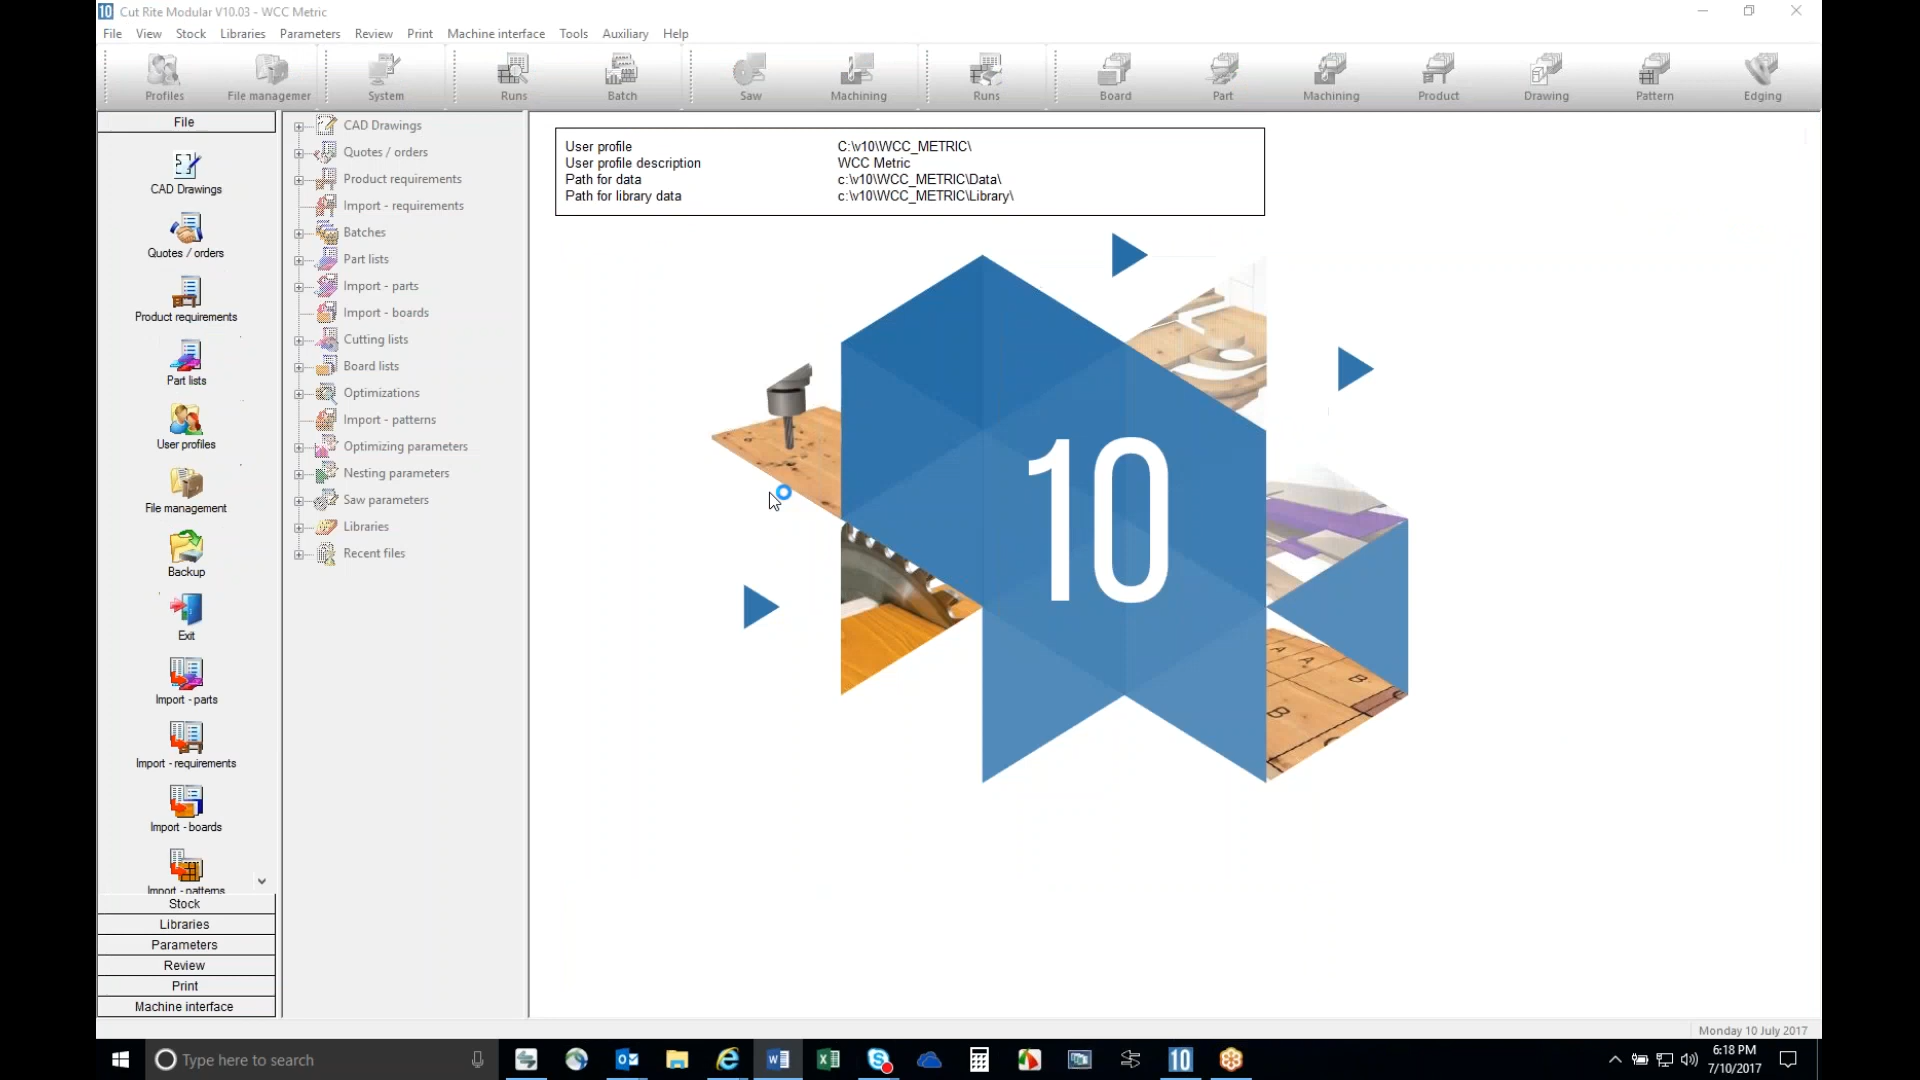 10 Cut Rite Modular V10.03 - WCC Metric
File View Stock Libraries Parameters Review Print Machine interface Tools Auxiliary Help
Profiles File managemer System Runs Batch Saw Machining Runs Board Part Machining Product Drawing Pattern Edging
File
CAD Drawings
Quotes / orders
Product requirements
Part lists
User profiles
File management
Backup
Exit
Import - parts
Import - requirements
Import - boards
Import - patterns
Stock
Libraries
Parameters
Review
Print
Machine interface
CAD Drawings
Quotes / orders
Product requirements
Import - requirements
Batches
Part lists
Import - parts
Import - boards
Cutting lists
Board lists
Optimizations
Import - patterns
Optimizing parameters
Nesting parameters
Saw parameters
Libraries
Recent files
User profile C:\v10\WCC_METRIC\
User profile description WCC Metric
Path for data c:\v10\WCC_METRIC\Data\
Path for library data c:\v10\WCC_METRIC\Library\
10
A A B
B C
Monday 10 July 2017
Type here to search
10
6:18 PM
7/10/2017